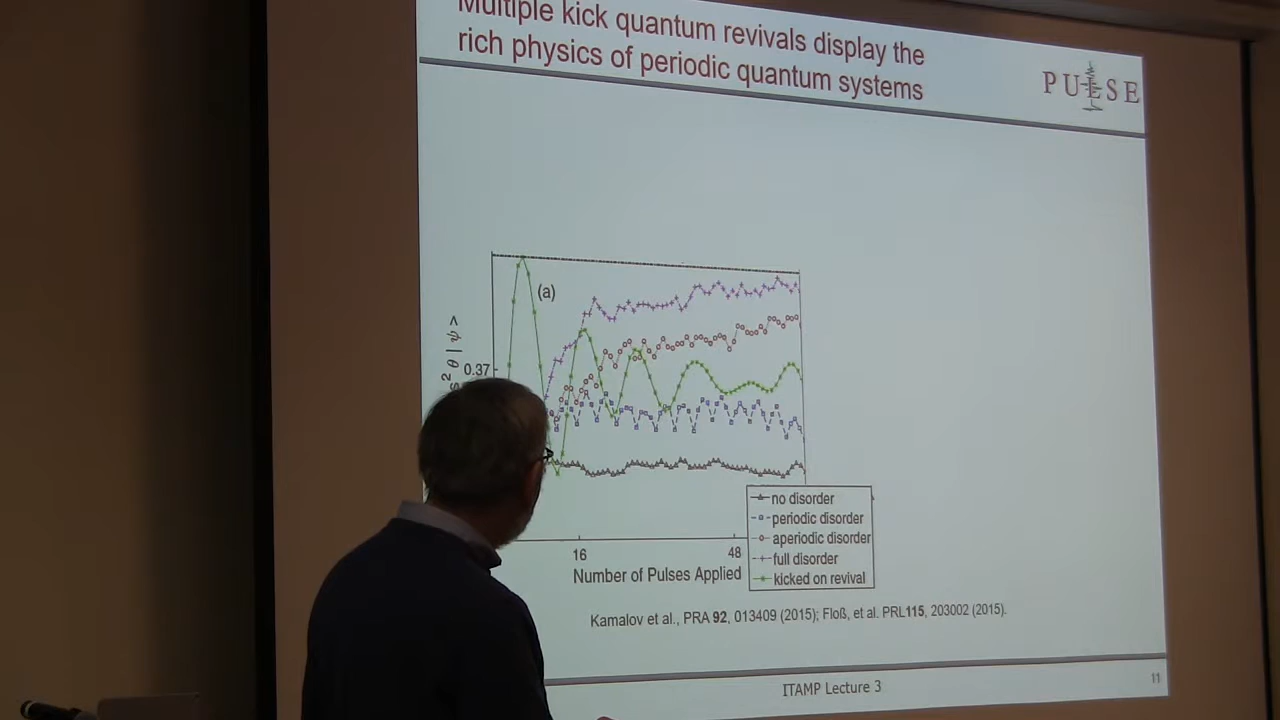 Multiple kick quantum revivals display the
rich physics of periodic quantum systems
PULSE
(a)
2 θ | ψ >
0.37
no disorder
periodic disorder
aperiodic disorder
full disorder
kicked on revival
16
48
Number of Pulses Applied
Kamalov et al., PRA 92, 013409 (2015); Floß, et al. PRL115, 203002 (2015).
ITAMP Lecture 3
11